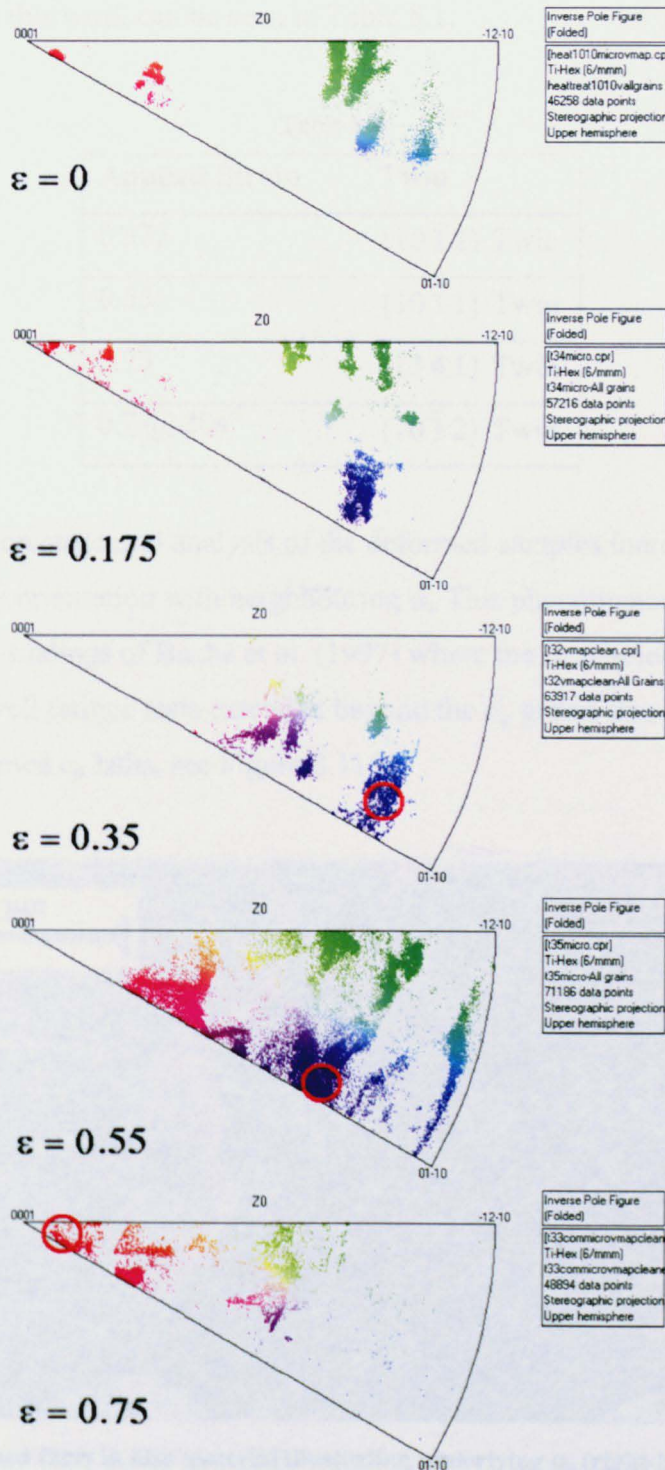 0001
Z0
-12-10
01-10
ε = 0
Inverse Pole Figure
(Folded)
[heat1010microvmap.cp
Ti-Hex (6/mmm)
heattreat1010vallgrains
46258 data points
Stereographic projection
Upper hemisphere
0001
Z0
-12-10
01-10
ε = 0.175
Inverse Pole Figure
(Folded)
[t34micro.cpr]
Ti-Hex (6/mmm)
t34micro-All grains
57216 data points
Stereographic projection
Upper hemisphere
0001
Z0
-12-10
01-10
ε = 0.35
Inverse Pole Figure
(Folded)
[t32vmapclean.cpr]
Ti-Hex (6/mmm)
t32vmapclean-All Grains
63917 data points
Stereographic projection
Upper hemisphere
0001
Z0
-12-10
01-10
ε = 0.55
Inverse Pole Figure
(Folded)
[t35micro.cpr]
Ti-Hex (6/mmm)
t35micro-All grains
71186 data points
Stereographic projection
Upper hemisphere
0001
Z0
-12-10
01-10
ε = 0.75
Inverse Pole Figure
(Folded)
[t33commicrovmapclean
Ti-Hex (6/mmm)
t33commicrovmapcleane
48894 data points
Stereographic projection
Upper hemisphere